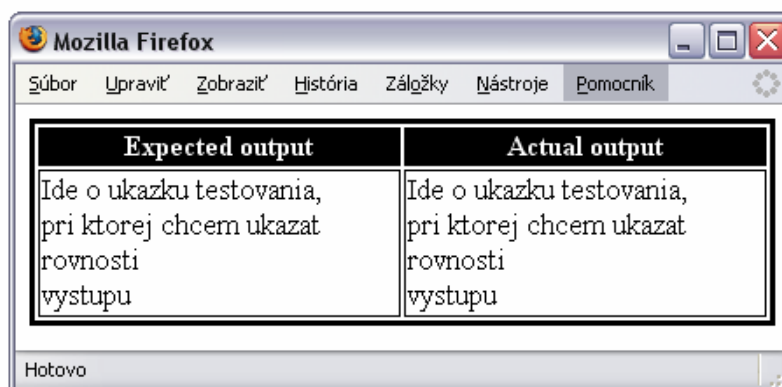 Mozilla Firefox
Súbor Upraviť Zobraziť História Záložky Nástroje Pomocník
Expected output Actual output
Ide o ukazku testovania, Ide o ukazku testovania,
pri ktorej chcem ukazat pri ktorej chcem ukazat
rovnosti rovnosti
vystupu vystupu
Hotovo